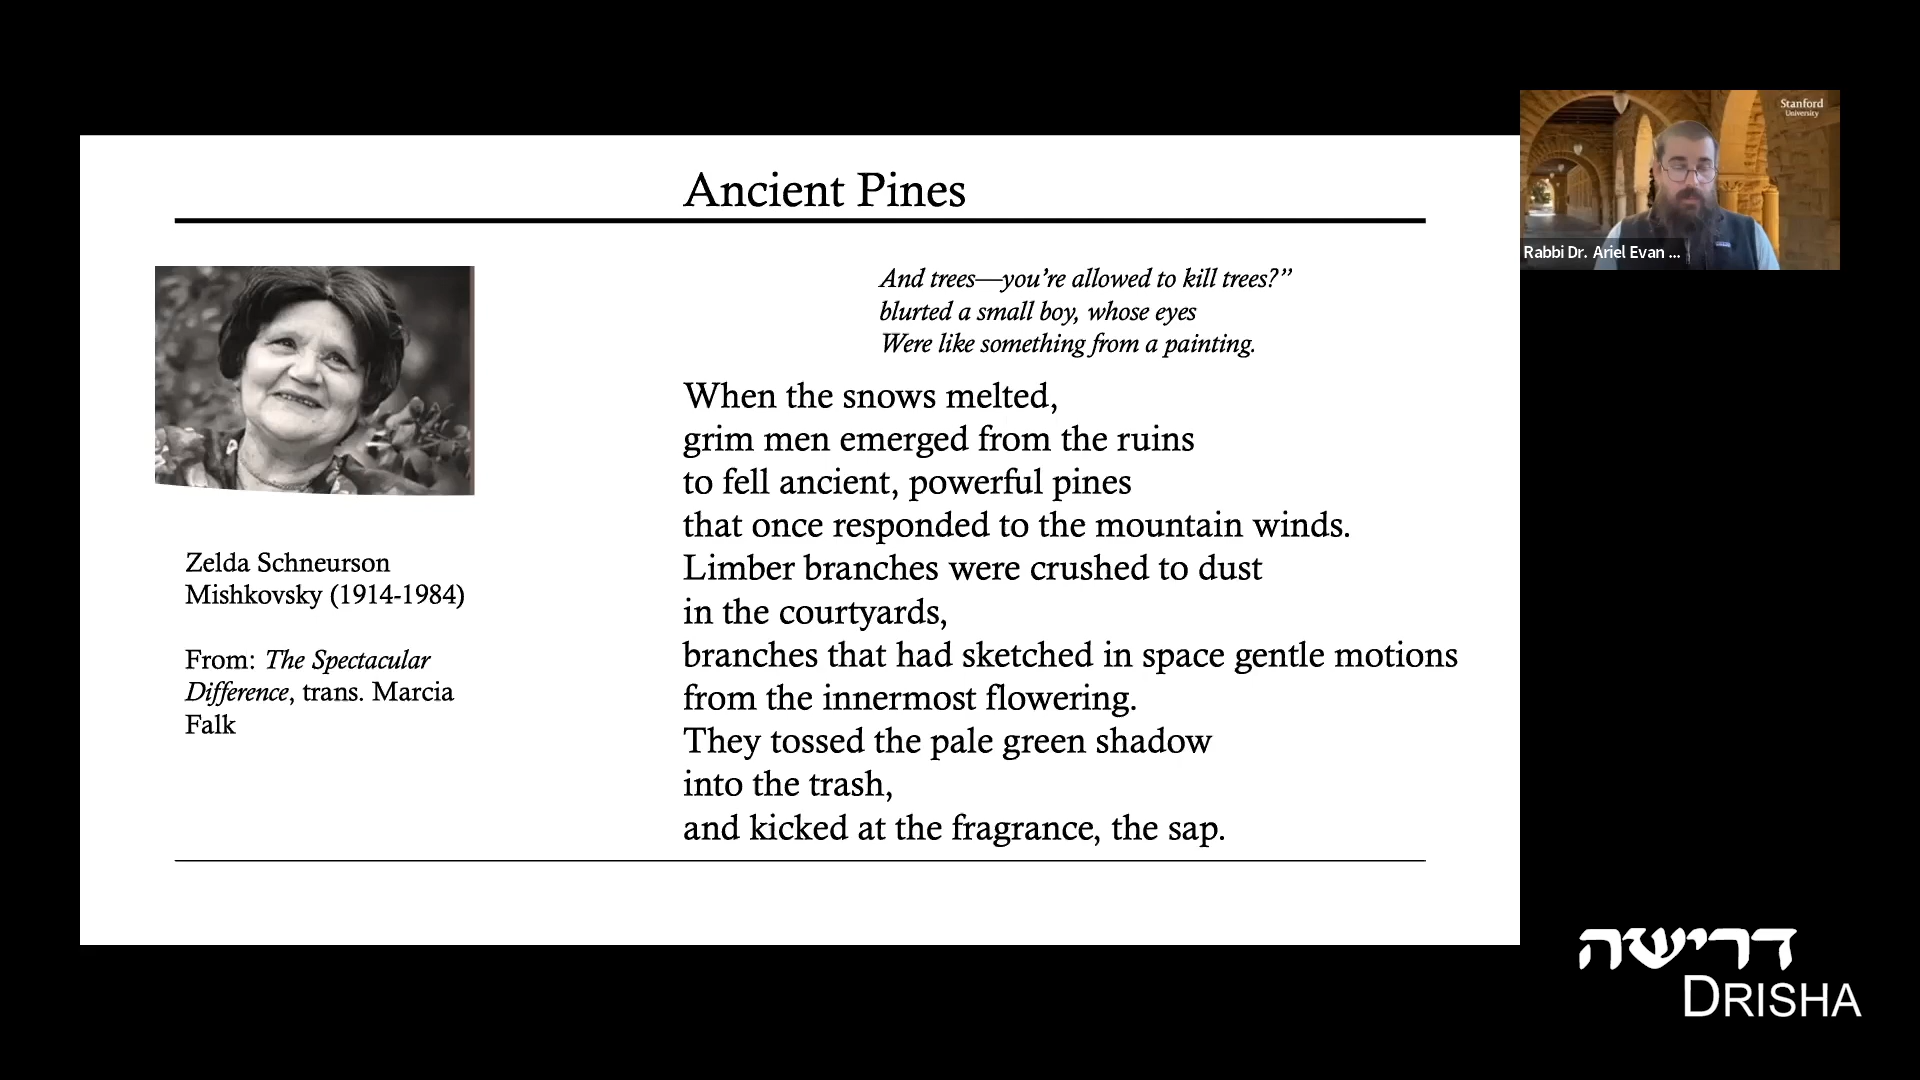 Ancient Pines
And trees—you’re allowed to kill trees?”
blurted a small boy, whose eyes
Were like something from a painting.
When the snows melted,
grim men emerged from the ruins
to fell ancient, powerful pines
that once responded to the mountain winds.
Limber branches were crushed to dust
in the courtyards,
branches that had sketched in space gentle motions
from the innermost flowering.
They tossed the pale green shadow
into the trash,
and kicked at the fragrance, the sap.
Zelda Schneurson
Mishkovsky (1914-1984)
From: The Spectacular
Difference, trans. Marcia
Falk
Stanford
University
Rabbi Dr. Ariel Evan ...
דרישה
DRISHA